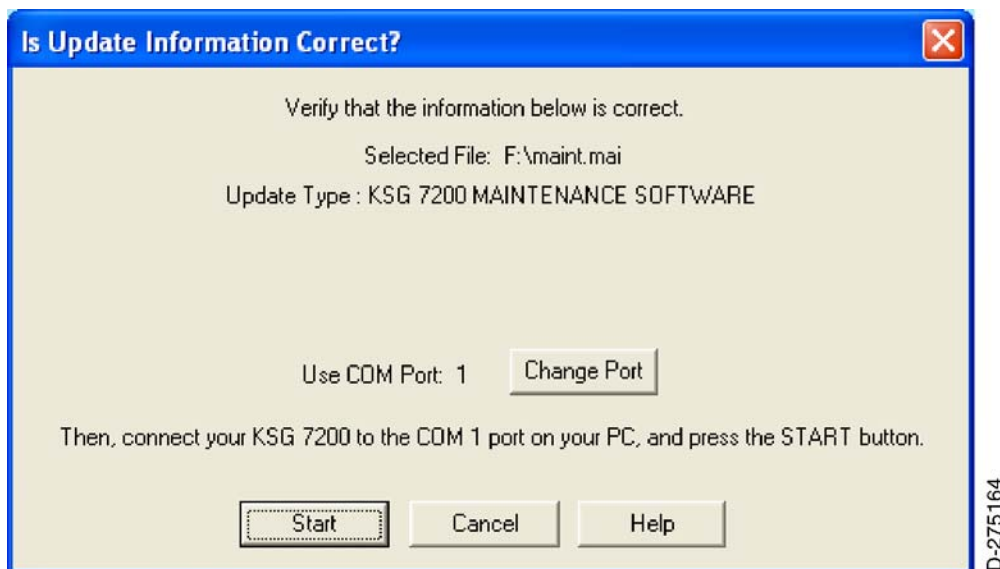 Is Update Information Correct?
Verify that the information below is correct.
Selected File: F:\maint.mai
Update Type : KSG 7200 MAINTENANCE SOFTWARE
Use COM Port: 1 Change Port
Then, connect your KSG 7200 to the COM 1 port on your PC, and press the START button.
Start Cancel Help
D-275164